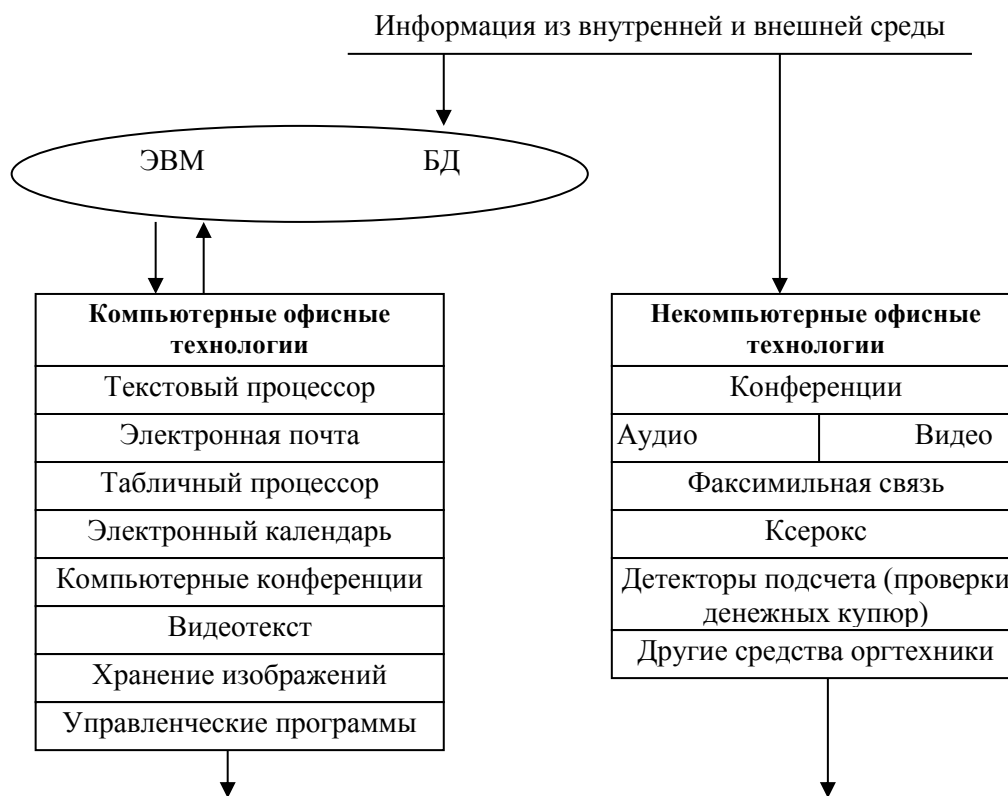 Информация из внутренней и внешней среды
ЭВМ БД
Компьютерные офисные
технологии
Текстовый процессор
Электронная почта
Табличный процессор
Электронный календарь
Компьютерные конференции
Видеотекст
Хранение изображений
Управленческие программы
Некомпьютерные офисные
технологии
Конференции
Аудио Видео
Факсимильная связь
Ксерокс
Детекторы подсчета (проверки
денежных купюр)
Другие средства оргтехники